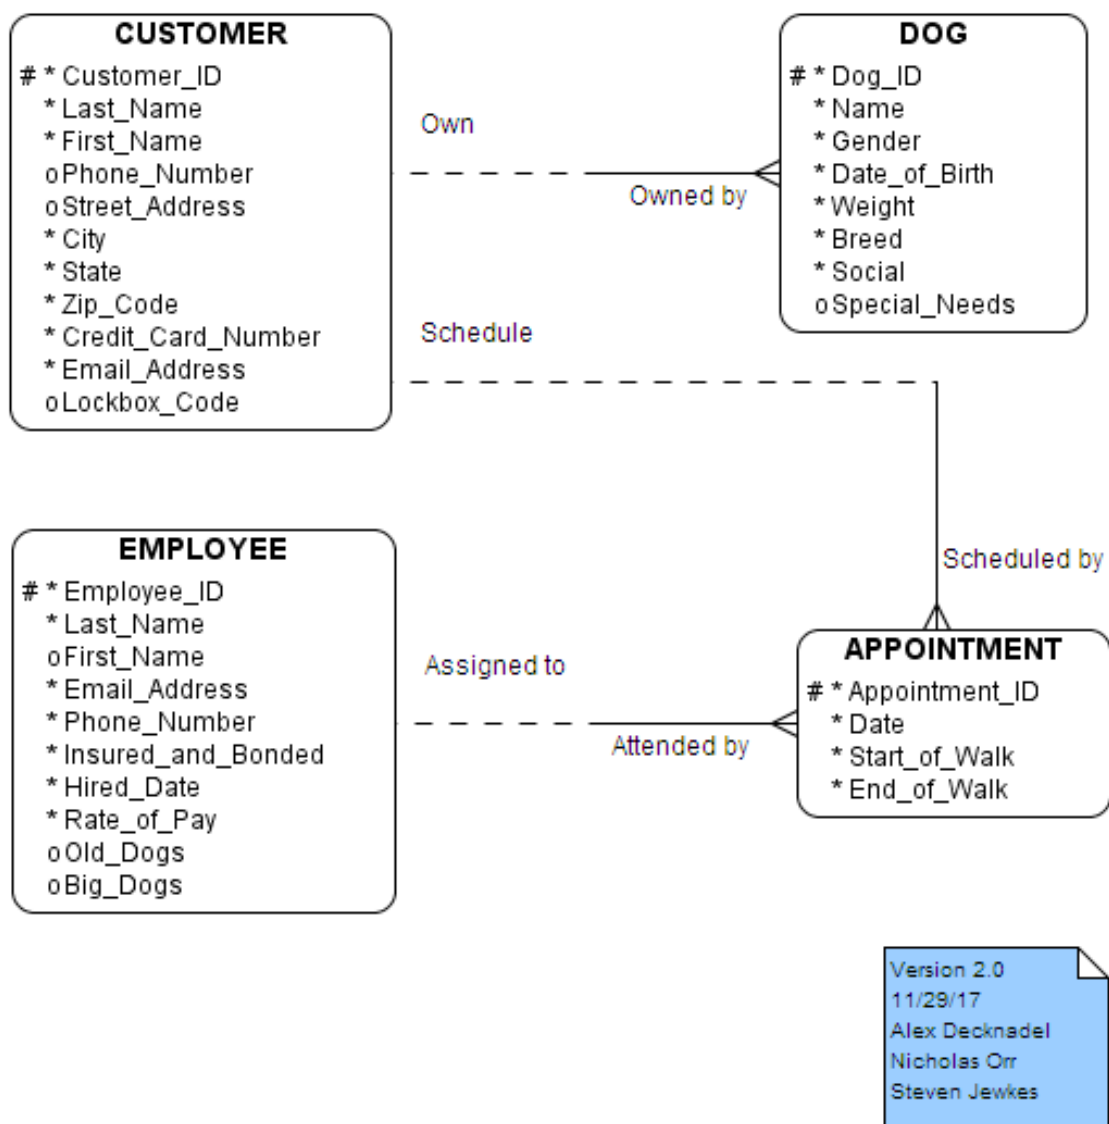 CUSTOMER
# * Customer_ID
* Last_Name
* First_Name
o Phone_Number
o Street_Address
* City
* State
* Zip_Code
* Credit_Card_Number
* Email_Address
o Lockbox_Code
Own
Owned by
DOG
# * Dog_ID
* Name
* Gender
* Date_of_Birth
* Weight
* Breed
* Social
o Special_Needs
Schedule
Scheduled by
EMPLOYEE
# * Employee_ID
* Last_Name
o First_Name
* Email_Address
* Phone_Number
* Insured_and_Bonded
* Hired_Date
* Rate_of_Pay
o Old_Dogs
o Big_Dogs
Assigned to
Attended by
APPOINTMENT
# * Appointment_ID
* Date
* Start_of_Walk
* End_of_Walk
Version 2.0
11/29/17
Alex Decknadel
Nicholas Orr
Steven Jewkes